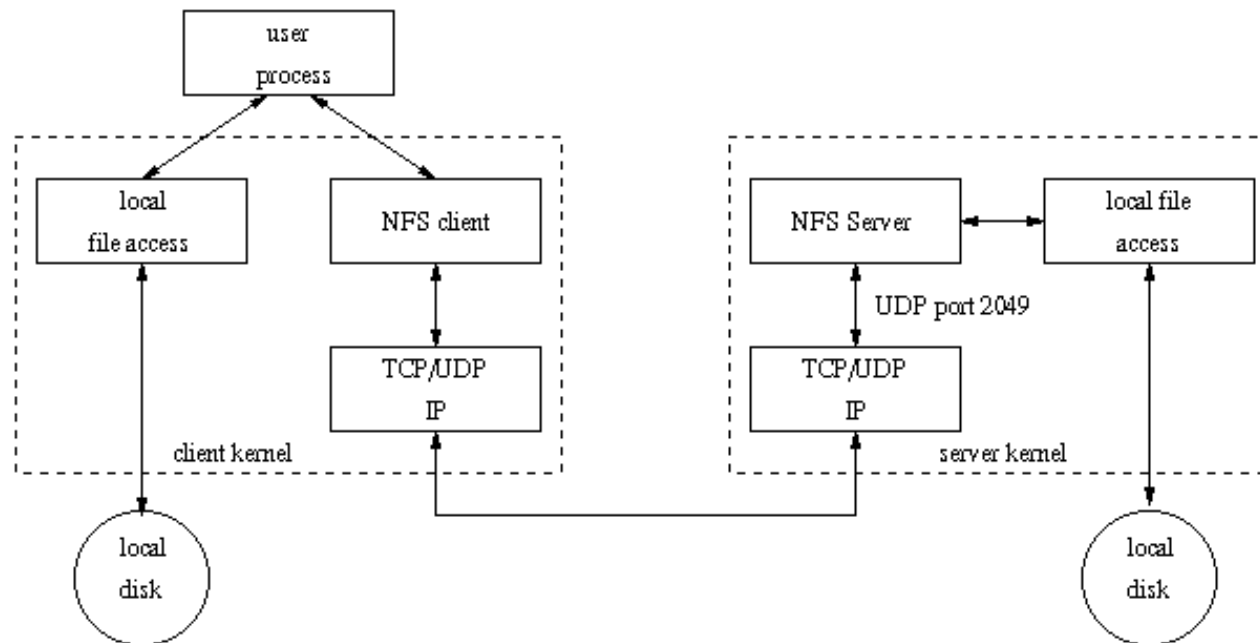 user
process
local
file access
NFS client
NFS Server
local file
access
UDP port 2049
TCP/UDP
IP
TCP/UDP
IP
client kernel
server kernel
local
disk
local
disk